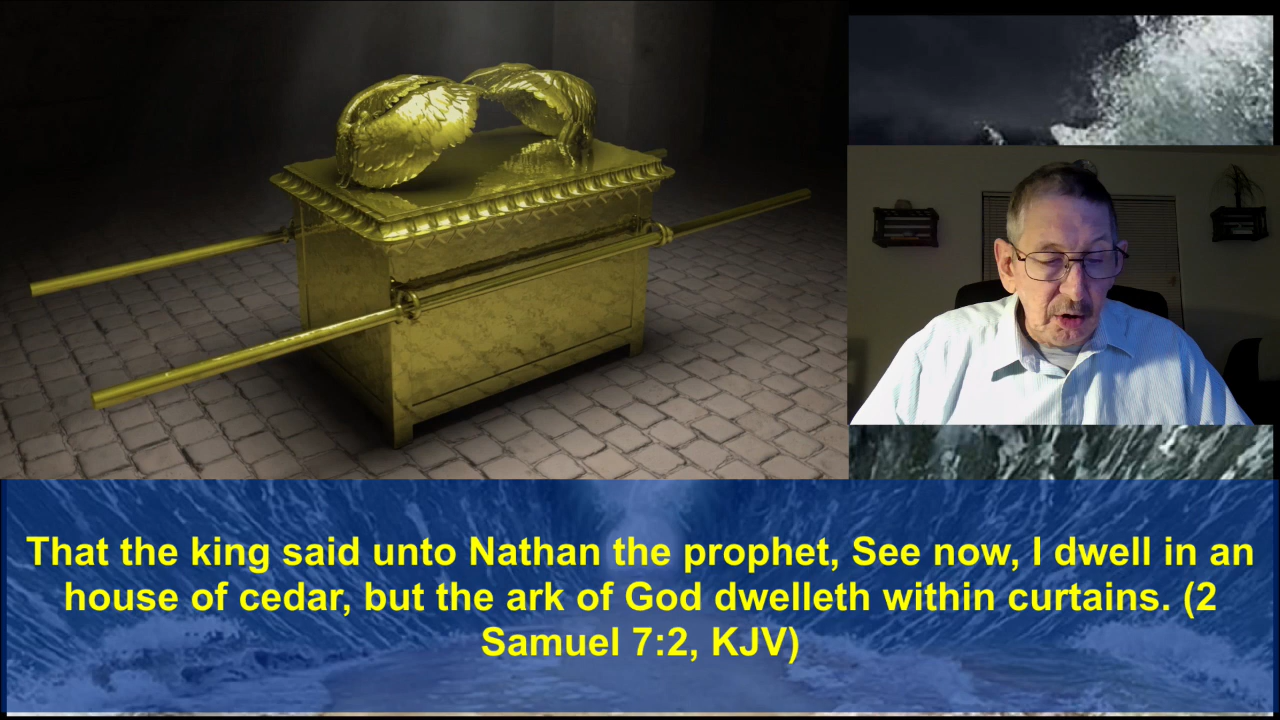 That the king said unto Nathan the prophet, See now, I dwell in an
house of cedar, but the ark of God dwelleth within curtains. (2
Samuel 7:2, KJV)